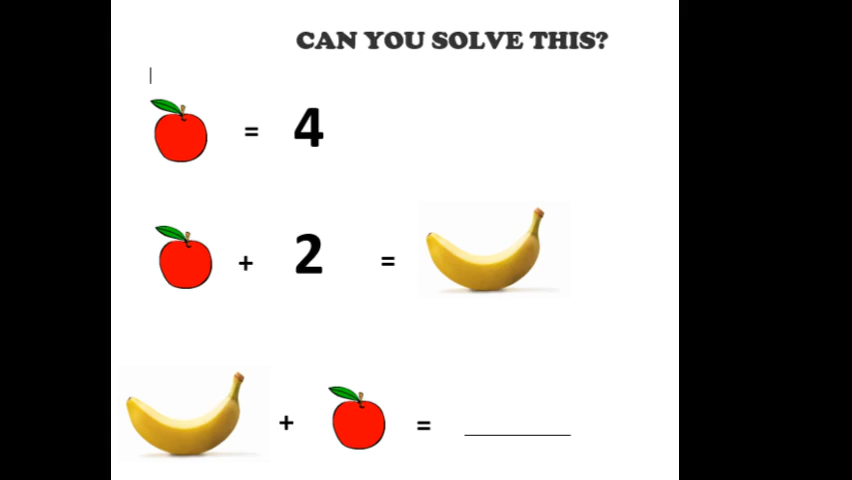 CAN YOU SOLVE THIS?
= 4
+ 2 =
+ =